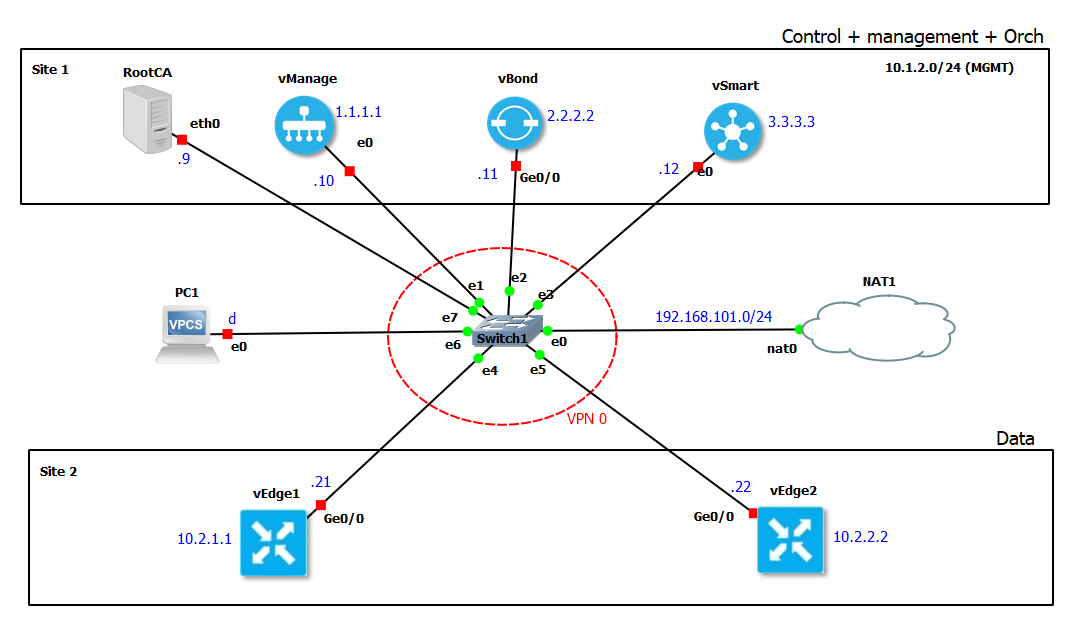 Control + management + Orch
Site 1
10.1.2.0/24 (MGMT)
RootCA
vManage
vBond
vSmart
eth0
1.1.1.1
2.2.2.2
3.3.3.3
.9
e0
.10
.11
Ge0/0
.12
e0
e1
e2
e3
e7
PC1
VPCS
d
e0
e6
Switch1
e0
192.168.101.0/24
NAT1
nat0
e4
e5
VPN 0
Data
Site 2
vEdge1
.21
Ge0/0
10.2.1.1
.22
vEdge2
Ge0/0
10.2.2.2